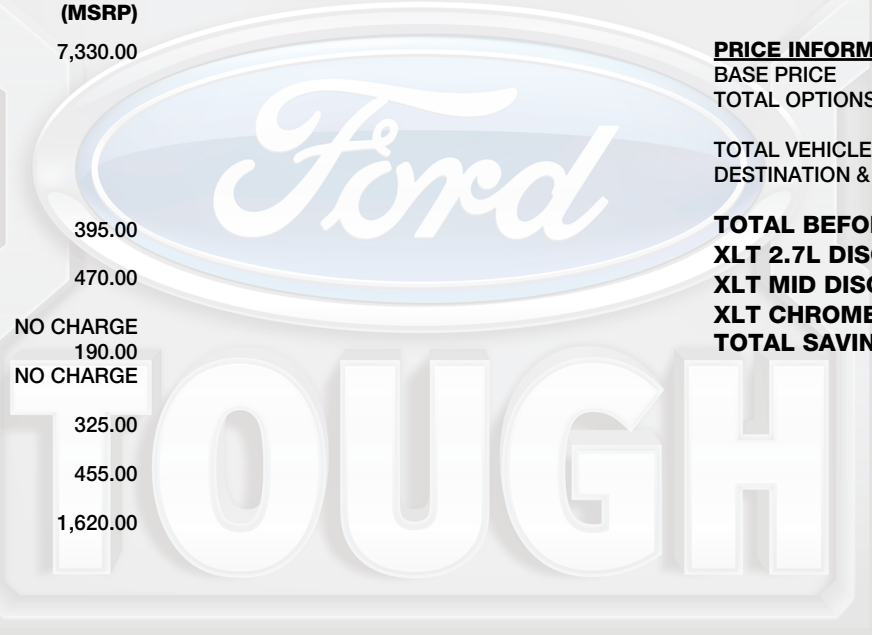 (MSRP)
7,330.00
395.00
470.00
NO CHARGE
190.00
NO CHARGE
325.00
455.00
1,620.00
PRICE INFORM
BASE PRICE
TOTAL OPTIONS
TOTAL VEHICLE
DESTINATION &
TOTAL BEFO
XLT 2.7L DIS
XLT MID DISC
XLT CHROME
TOTAL SAVIN
Ford
TOUGH